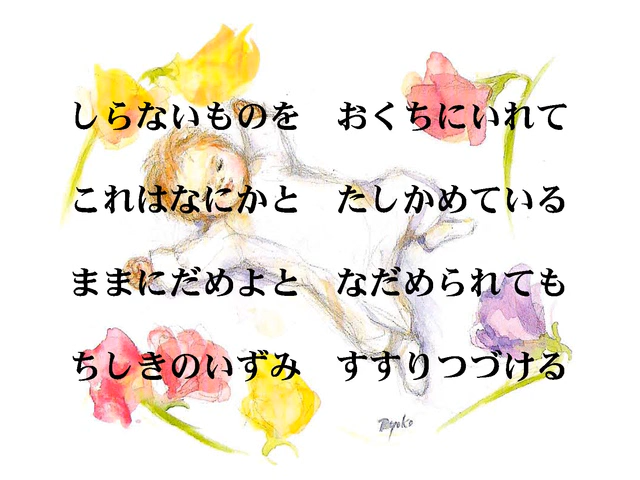 しらないものを　おくちにいれて
これはなにかと　たしかめている
ままにだめよと　なだめられても
ちしきのいずみ　すすりつづける